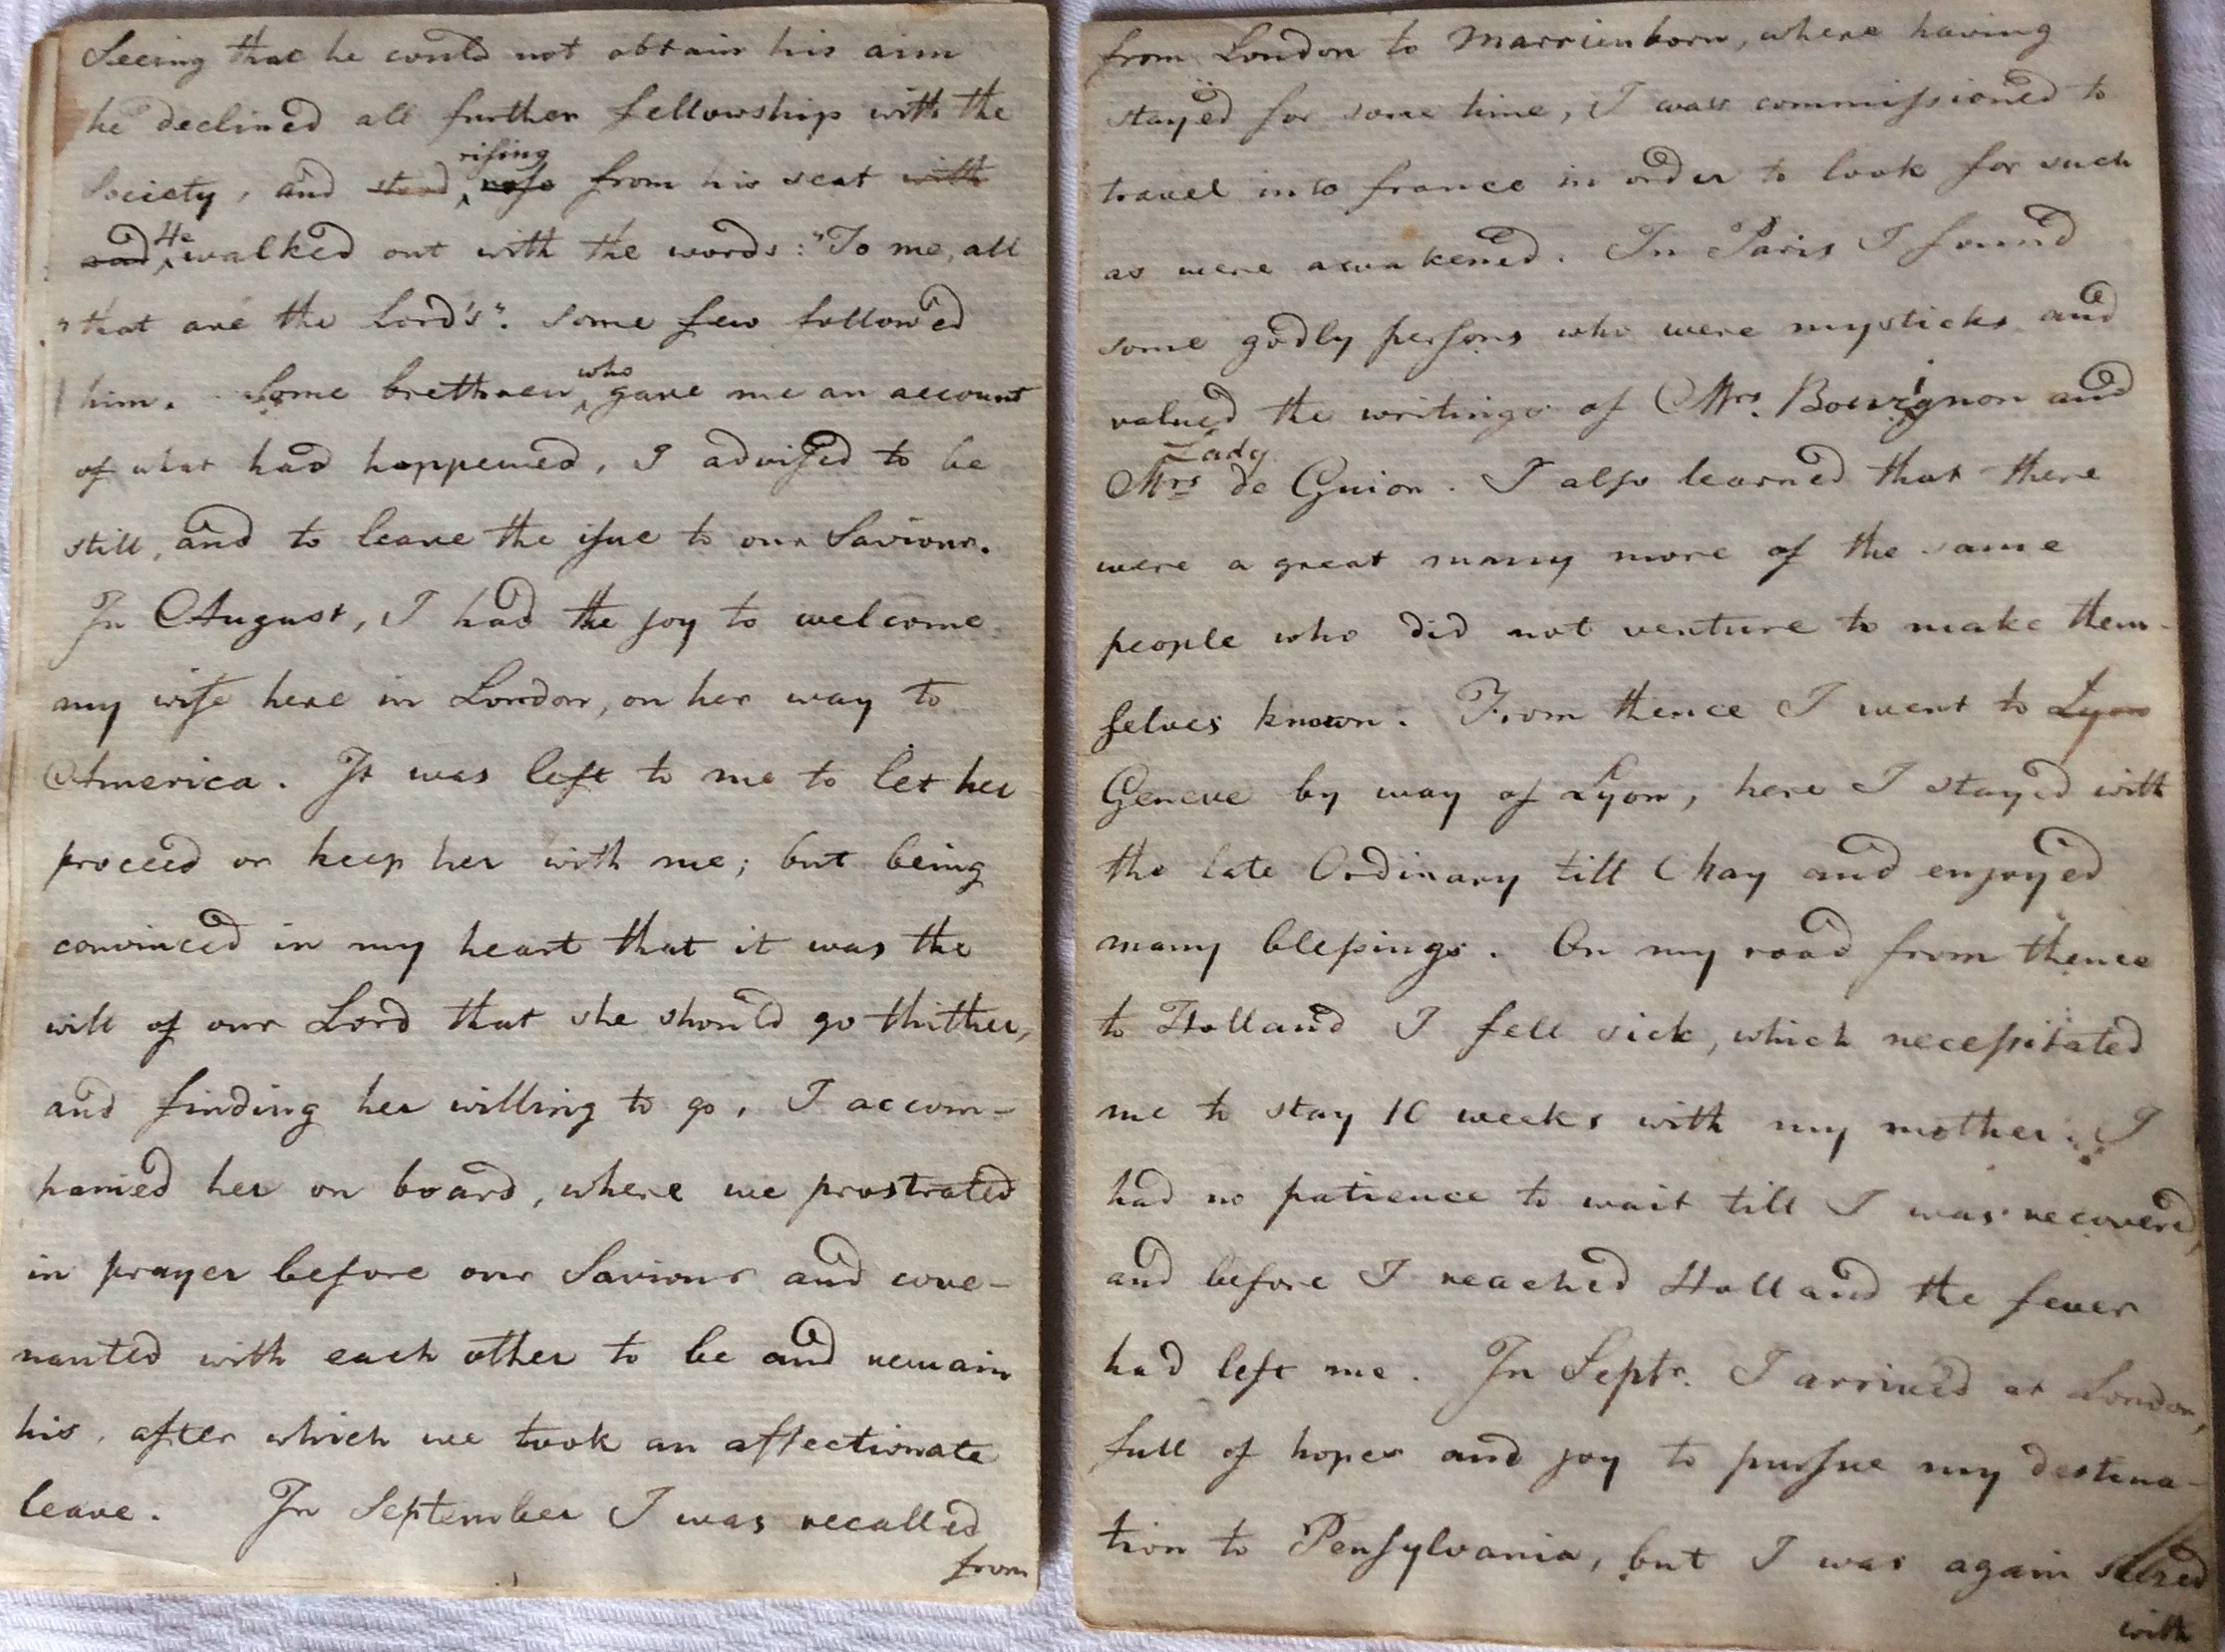 Seeing that he could not obtain his aim
he declined all further fellowship with the
Society, and stood rising rose from his seat with
and He walked out with the words: "To me, all
"that are the Lord's". Some few followed
him. Some brethren who gave me an account
of what had happened, I advised to be
still, and to leave the issue to our Saviour.
In August, I had the joy to welcome
my wife here in London, on her way to
America. It was left to me to let her
proceed or keep her with me; but being
convinced in my heart that it was the
will of our Lord that she should go thither,
and finding her willing to go, I accom-
panied her on board, where we prostrated
in prayer before our Saviour and cove-
nanted with each other to be and remain
his, after which we took an affectionate
leave. In September I was recalled
from
from London to Marrienborn, where having
stayed for some time, I was commissioned to
travel into france in order to look for such
as were awakened. In Paris I found
some godly persons who were mysticks and
valued the writings of Mrs. Bourignon and
Lady
Mrs de Guion. I also learned that there
were a great many more of the same
people who did not venture to make them-
selves known. From thence I went to Lyon
Geneve by way of Lyon, here I stayed with
the late Ordinary till May and enjoyed
many blessings. On my road from thence
to Holland I fell sick, which necessitated
me to stay 10 weeks with my mother. I
had no patience to wait till I was recovered,
and before I reached Holland the fever
had left me. In Septr. I arrived at London,
full of hopes and joy to pursue my destina-
tion to Pensylvania, but I was again seized
with